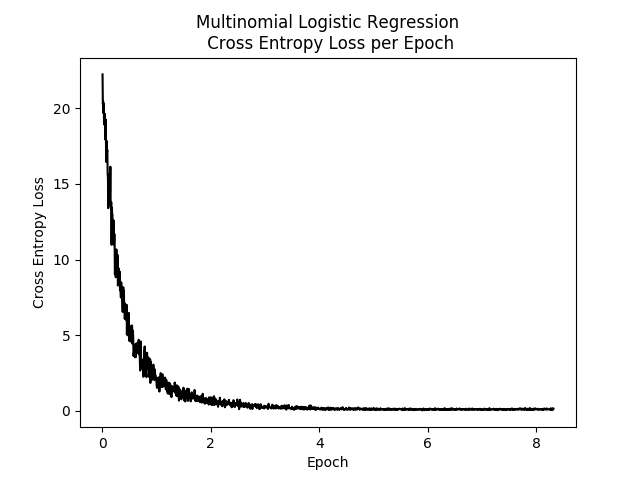 Multinomial Logistic Regression
Cross Entropy Loss per Epoch
20
15
10
5
0
Cross Entropy Loss
0 2 4 6 8
Epoch